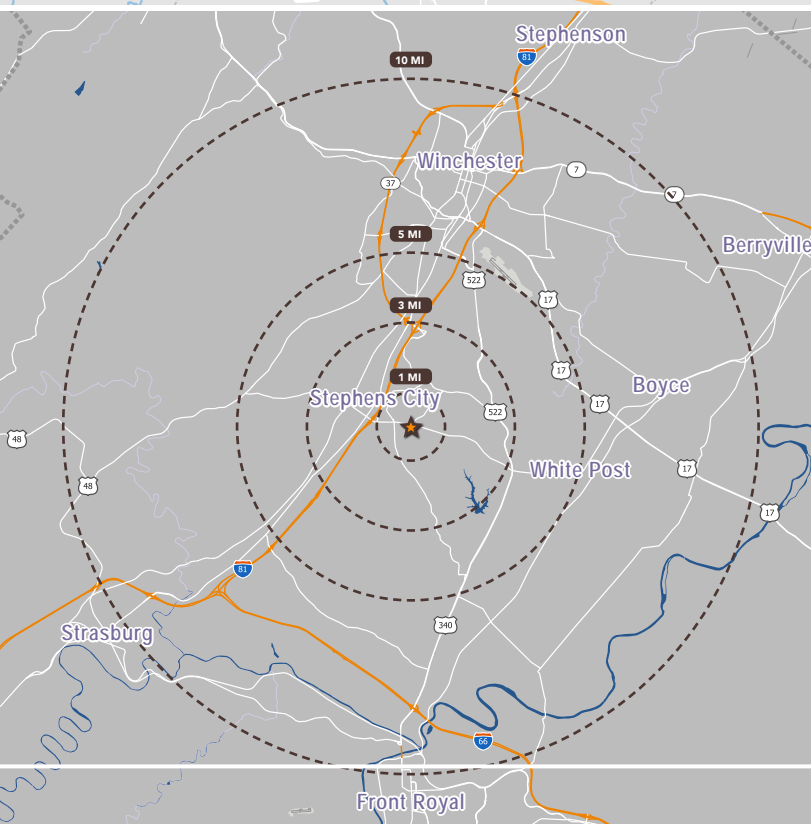 Stephenson
10 MI
81
Winchester
7
37
7
5 MI
Berryville
522
17
3 MI
17
1 MI
Boyce
Stephens City
17
522
48
White Post
17
48
17
81
340
Strasburg
66
Front Royal